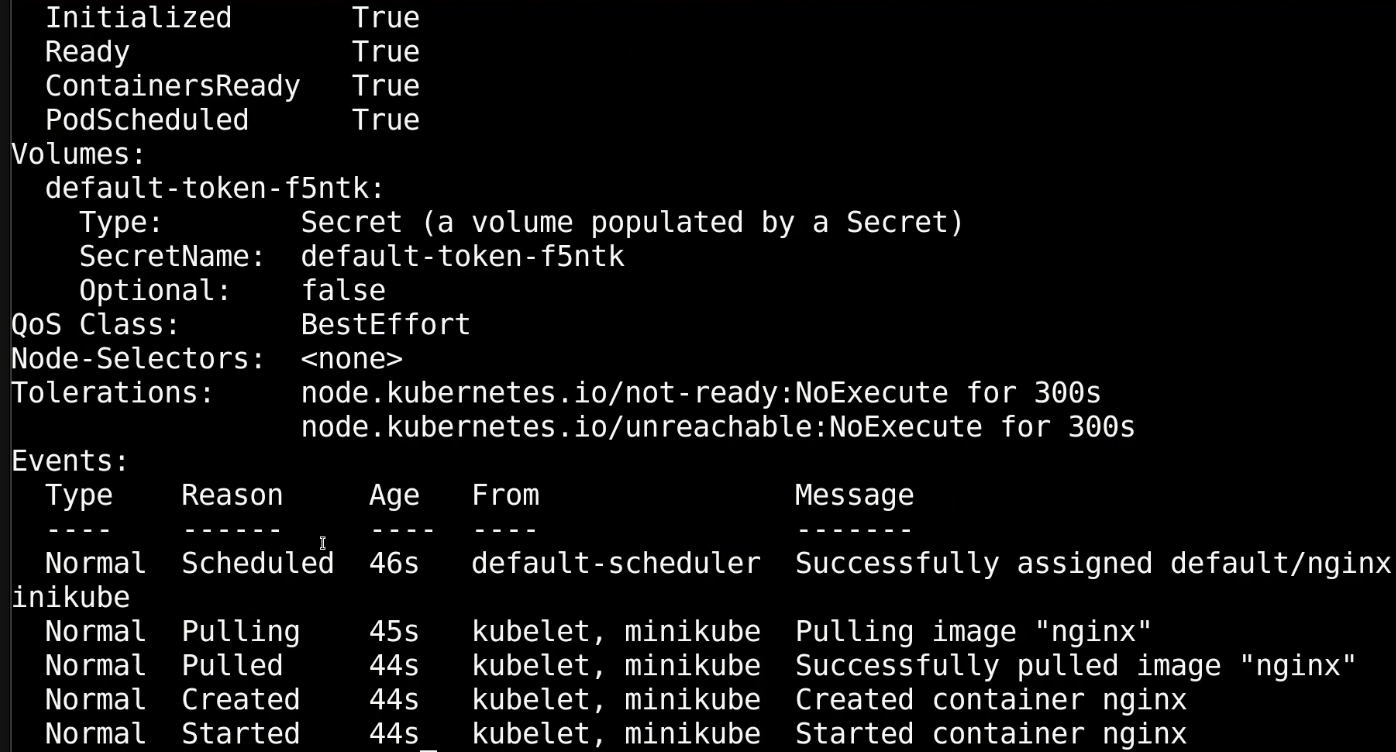 Initialized True
Ready True
ContainersReady True
PodScheduled True
Volumes:
default-token-f5ntk:
Type: Secret (a volume populated by a Secret)
SecretName: default-token-f5ntk
Optional: false
QoS Class: BestEffort
Node-Selectors: <none>
Tolerations: node.kubernetes.io/not-ready:NoExecute for 300s
node.kubernetes.io/unreachable:NoExecute for 300s
Events:
Type Reason Age From Message
---- ------ ---- ---- -------
Normal Scheduled 46s default-scheduler Successfully assigned default/nginx
inikube
Normal Pulling 45s kubelet, minikube Pulling image "nginx"
Normal Pulled 44s kubelet, minikube Successfully pulled image "nginx"
Normal Created 44s kubelet, minikube Created container nginx
Normal Started 44s kubelet, minikube Started container nginx